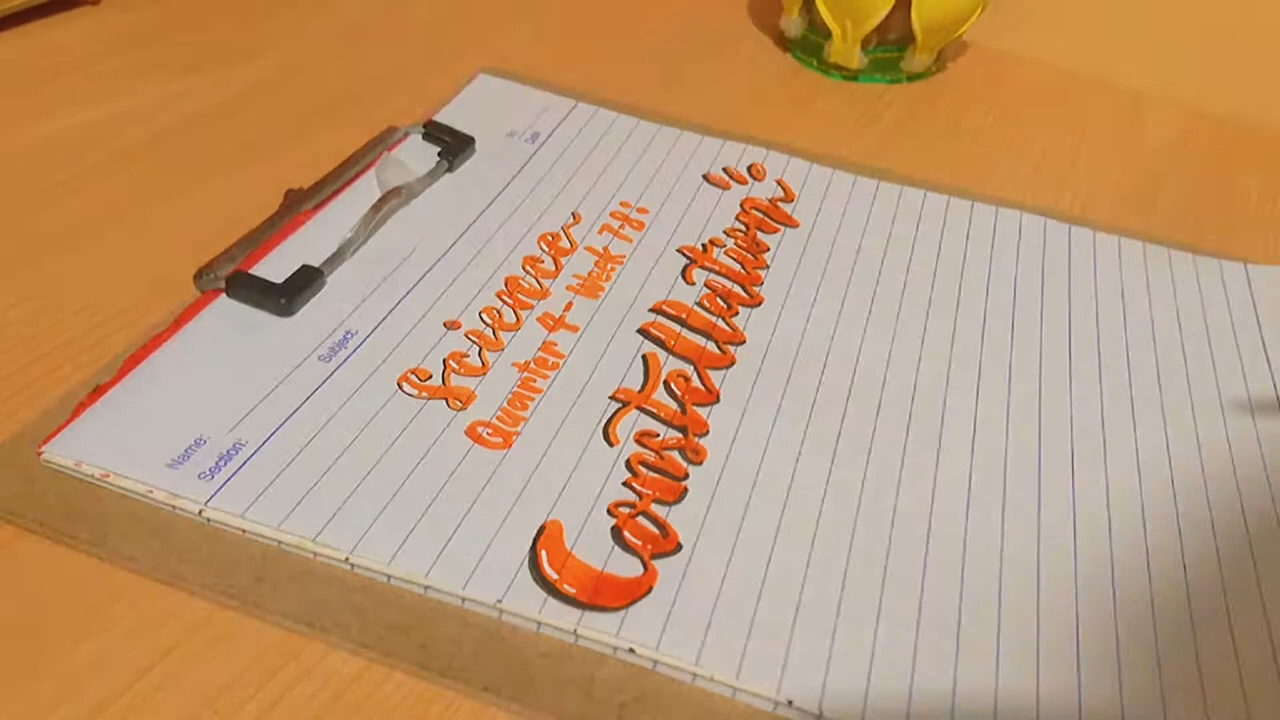 Name:
Section:
Subject
Date
Science
Quarter 4 - Week 7-8:
Constellation